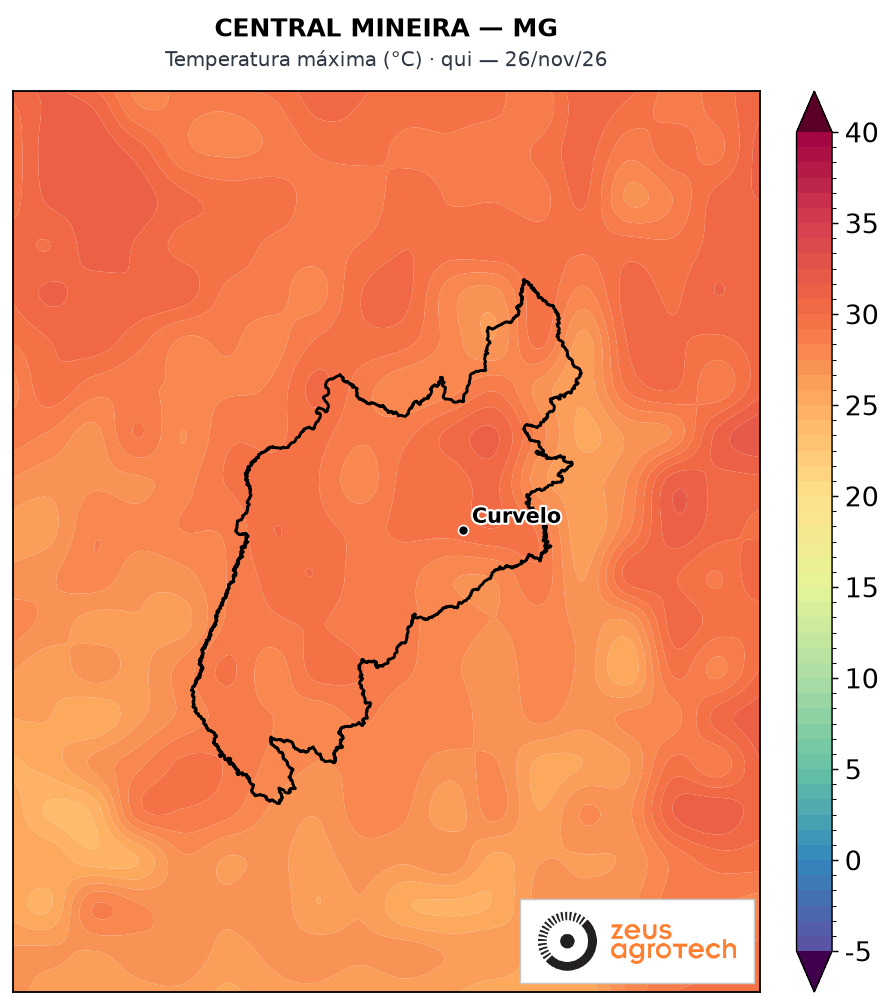 CENTRAL MINEIRA — MG
Temperatura máxima (°C) · qui — 26/nov/26
40
35
30
25
20
15
10
5
0
-5
Curvelo
zeus
agrotech